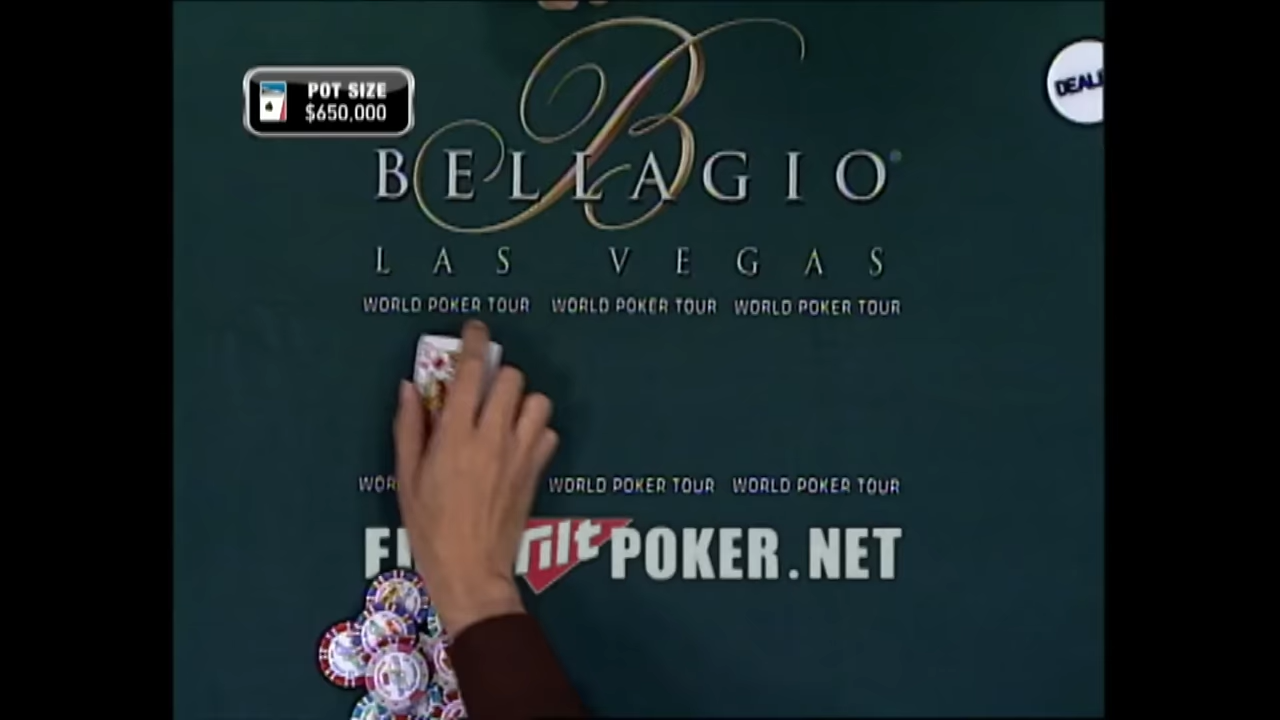 POT SIZE
$650,000
BELLAGIO
LAS VEGAS
WORLD POKER TOUR WORLD POKER TOUR WORLD POKER TOUR
WORLD POKER TOUR WORLD POKER TOUR
Tilt POKER.NET